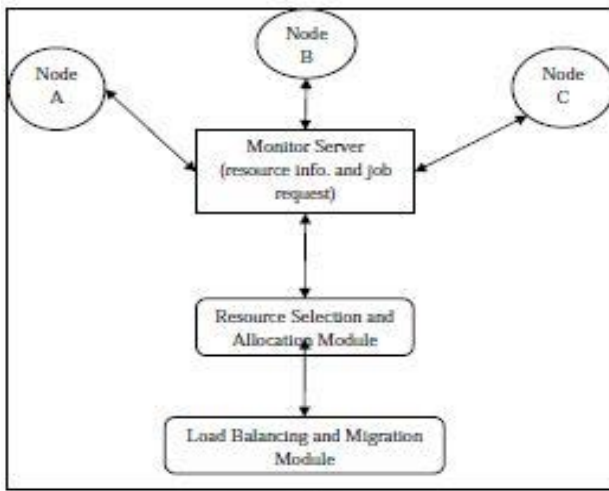 Node
A
Node
B
Node
C
Monitor Server
(resource info. and job
request)
Resource Selection and
Allocation Module
Load Balancing and Migration
Module